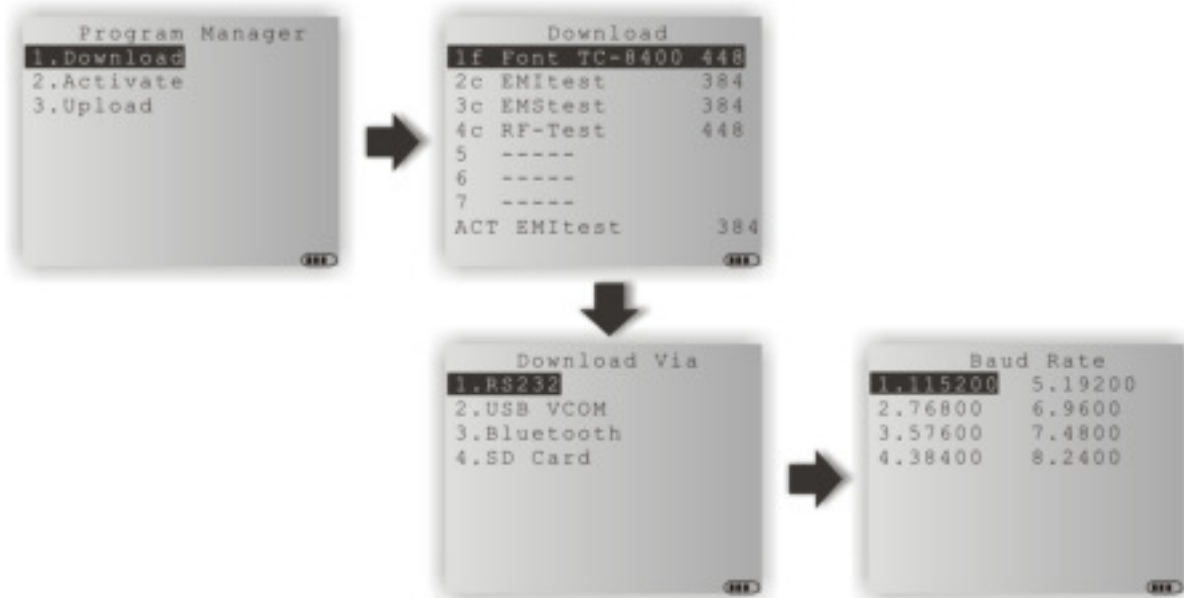 Program Manager
1.Download
2.Activate
3.Upload
Download
1f Font TC-8400 448
2c EMItest 384
3c EMStest 384
4c RF-Test 448
5 -----
6 -----
7 -----
ACT EMItest 384
Download Via
1.RS232
2.USB VCOM
3.Bluetooth
4.SD Card
Baud Rate
1.115200 5.19200
2.76800 6.9600
3.57600 7.4800
4.38400 8.2400